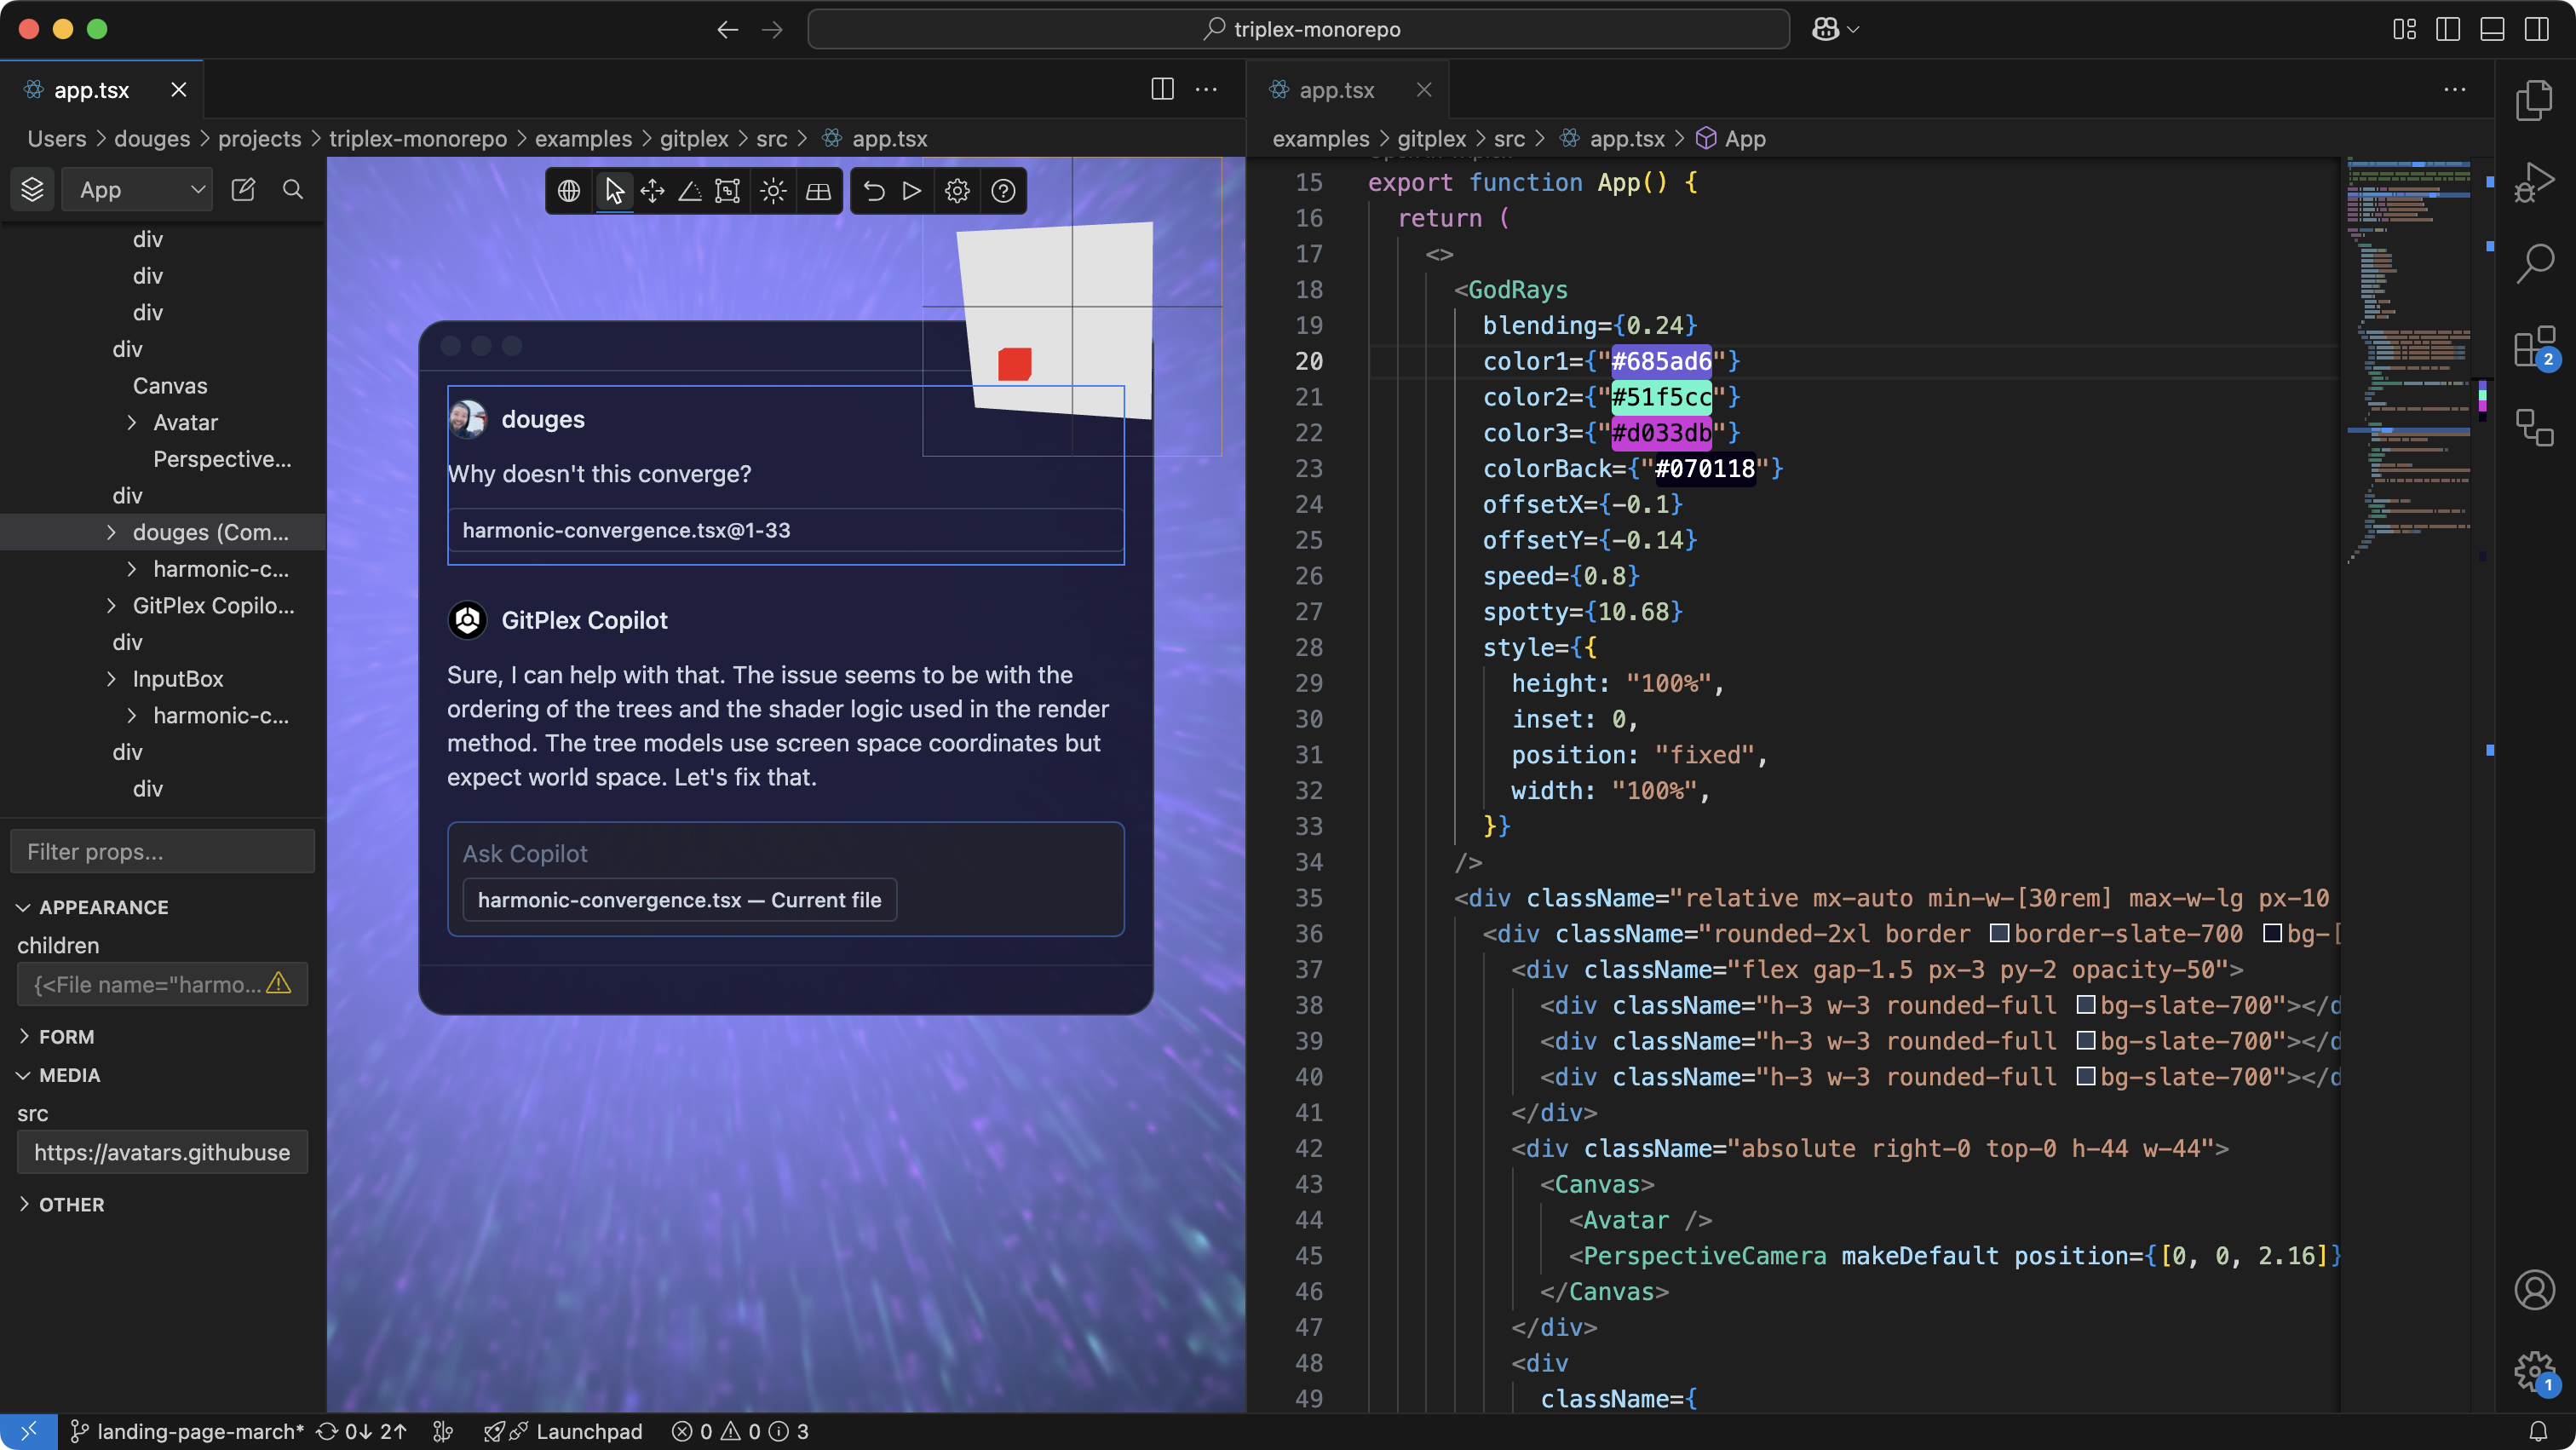 triplex-monorepo
app.tsx
Users > douges > projects > triplex-monorepo > examples > gitplex > src > app.tsx
App
div
div
div
div
Canvas
Avatar
Perspective...
div
douges (Com...
harmonic-c...
GitPlex Copilo...
div
InputBox
harmonic-c...
div
div
Filter props...
APPEARANCE
children
{<File name="harmo...
FORM
MEDIA
src
https://avatars.githubuse
OTHER
douges
Why doesn't this converge?
harmonic-convergence.tsx@1-33
GitPlex Copilot
Sure, I can help with that. The issue seems to be with the
ordering of the trees and the shader logic used in the render
method. The tree models use screen space coordinates but
expect world space. Let's fix that.
Ask Copilot
harmonic-convergence.tsx — Current file
app.tsx
examples > gitplex > src > app.tsx > App
15 export function App() {
16 return (
17 <>
18 <GodRays
19 blending={0.24}
20 color1={"#685ad6"}
21 color2={"#51f5cc"}
22 color3={"#d033db"}
23 colorBack={"#070118"}
24 offsetX={-0.1}
25 offsetY={-0.14}
26 speed={0.8}
27 spotty={10.68}
28 style={{
29 height: "100%",
30 inset: 0,
31 position: "fixed",
32 width: "100%",
33 }}
34 />
35 <div className="relative mx-auto min-w-[30rem] max-w-lg px-10
36 <div className="rounded-2xl border border-slate-700 bg-[
37 <div className="flex gap-1.5 px-3 py-2 opacity-50">
38 <div className="h-3 w-3 rounded-full bg-slate-700"></d
39 <div className="h-3 w-3 rounded-full bg-slate-700"></d
40 <div className="h-3 w-3 rounded-full bg-slate-700"></d
41 </div>
42 <div className="absolute right-0 top-0 h-44 w-44">
43 <Canvas>
44 <Avatar />
45 <PerspectiveCamera makeDefault position={[0, 0, 2.16]}
46 </Canvas>
47 </div>
48 <div
49 className={
2
1
landing-page-march* 0↓ 2↑ Launchpad 0 0 3